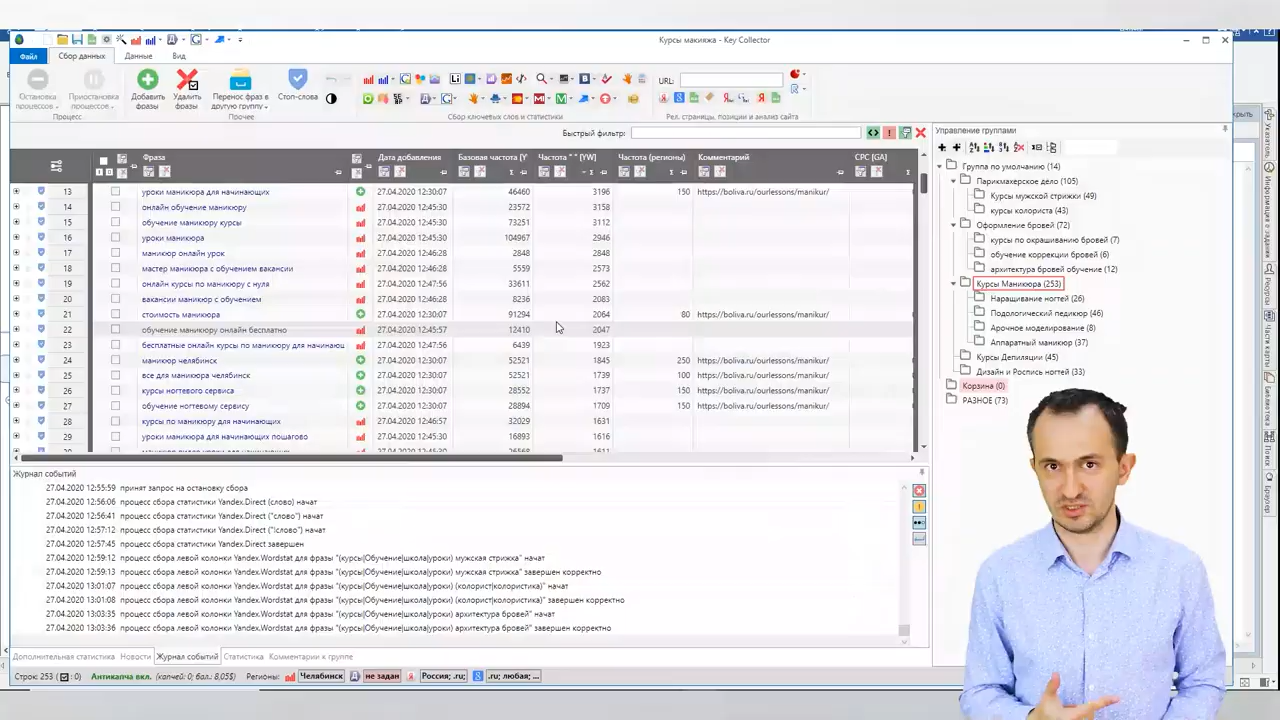 Курсы макияжа - Key Collector
Файл
Сбор данных
Данные
Вид
Остановка процессов
Приостановка процессов
Добавить фразы
Удалить фразы
Перенос фраз в другую группу
Стоп-слова
URL:
Процесс
Прочее
Сбор ключевых слов и статистики
Рел. страницы, позиции и анализ сайта
Быстрый фильтр:
Управление группами
Фраза Дата добавления Базовая частота [Y Частота " " [YW] Частота (регионы) Комментарий CPC [GA]
13 уроки маникюра для начинающих 27.04.2020 12:30:07 46460 3196 150 https://boliva.ru/ourlessons/manikur/
14 онлайн обучение маникюру 27.04.2020 12:45:30 23572 3158
15 обучение маникюру курсы 27.04.2020 12:45:30 73251 3112
16 уроки маникюра 27.04.2020 12:45:30 104967 2946
17 маникюр онлайн урок 27.04.2020 12:46:28 2848 2848
18 мастер маникюра с обучением вакансии 27.04.2020 12:46:28 5559 2573
19 онлайн курсы по маникюру с нуля 27.04.2020 12:47:56 33611 2562
20 вакансии маникюр с обучением 27.04.2020 12:46:28 8236 2083
21 стоимость маникюра 27.04.2020 12:30:07 91294 2064 80 https://boliva.ru/ourlessons/manikur/
22 обучение маникюру онлайн бесплатно 27.04.2020 12:45:57 12410 2047
23 бесплатные онлайн курсы по маникюру для начинающ 27.04.2020 12:47:56 6439 1923
24 маникюр челябинск 27.04.2020 12:30:07 52521 1845 250 https://boliva.ru/ourlessons/manikur/
25 все для маникюра челябинск 27.04.2020 12:30:07 52521 1739 100 https://boliva.ru/ourlessons/manikur/
26 курсы ногтевого сервиса 27.04.2020 12:30:07 28552 1737 150 https://boliva.ru/ourlessons/manikur/
27 обучение ногтевому сервису 27.04.2020 12:30:07 28894 1709 150 https://boliva.ru/ourlessons/manikur/
28 курсы по маникюру для начинающих 27.04.2020 12:46:57 32029 1631
29 уроки маникюра для начинающих пошагово 27.04.2020 12:45:30 16893 1616
Группа по умолчанию (14)
Парикмахерское дело (105)
Курсы мужской стрижки (49)
курсы колориста (43)
Оформление бровей (72)
курсы по окрашиванию бровей (7)
обучение коррекции бровей (6)
архитектура бровей обучение (12)
Курсы Маникюра (253)
Наращивание ногтей (26)
Подологический педикюр (46)
Арочное моделирование (8)
Аппаратный маникюр (37)
Курсы Депиляции (45)
Дизайн и Роспись ногтей (33)
Корзина (0)
РАЗНОЕ (73)
Журнал событий
27.04.2020 12:55:59 принят запрос на остановку сбора
27.04.2020 12:56:06 процесс сбора статистики Yandex.Direct (слово) начат
27.04.2020 12:56:41 процесс сбора статистики Yandex.Direct ("слово") начат
27.04.2020 12:57:12 процесс сбора статистики Yandex.Direct ("!слово") начат
27.04.2020 12:57:45 процесс сбора статистики Yandex.Direct завершен
27.04.2020 12:59:12 процесс сбора левой колонки Yandex.Wordstat для фразы "(курсы|Обучение|школа|уроки) мужская стрижка" начат
27.04.2020 12:59:13 процесс сбора левой колонки Yandex.Wordstat для фразы "(курсы|Обучение|школа|уроки) мужская стрижка" завершен корректно
27.04.2020 13:01:07 процесс сбора левой колонки Yandex.Wordstat для фразы "(курсы|Обучение|школа|уроки) (колорист|колористика)" начат
27.04.2020 13:01:08 процесс сбора левой колонки Yandex.Wordstat для фразы "(курсы|Обучение|школа|уроки) (колорист|колористика)" завершен корректно
27.04.2020 13:03:35 процесс сбора левой колонки Yandex.Wordstat для фразы "(курсы|Обучение|школа|уроки) архитектура бровей" начат
27.04.2020 13:03:36 процесс сбора левой колонки Yandex.Wordstat для фразы "(курсы|Обучение|школа|уроки) архитектура бровей" завершен корректно
Дополнительная статистика Новости Журнал событий Статистика Комментарии к группе
Строк: 253 ( : 0) Антикапча вкл. (капчей: 0; бал.: 8,05$) Регионы: Челябинск не задан Россия; .ru; .ru; любая; ...
Свойства
Информация о задании
Ресурсы
Части карты
Библиотека
Поиск
Браузер